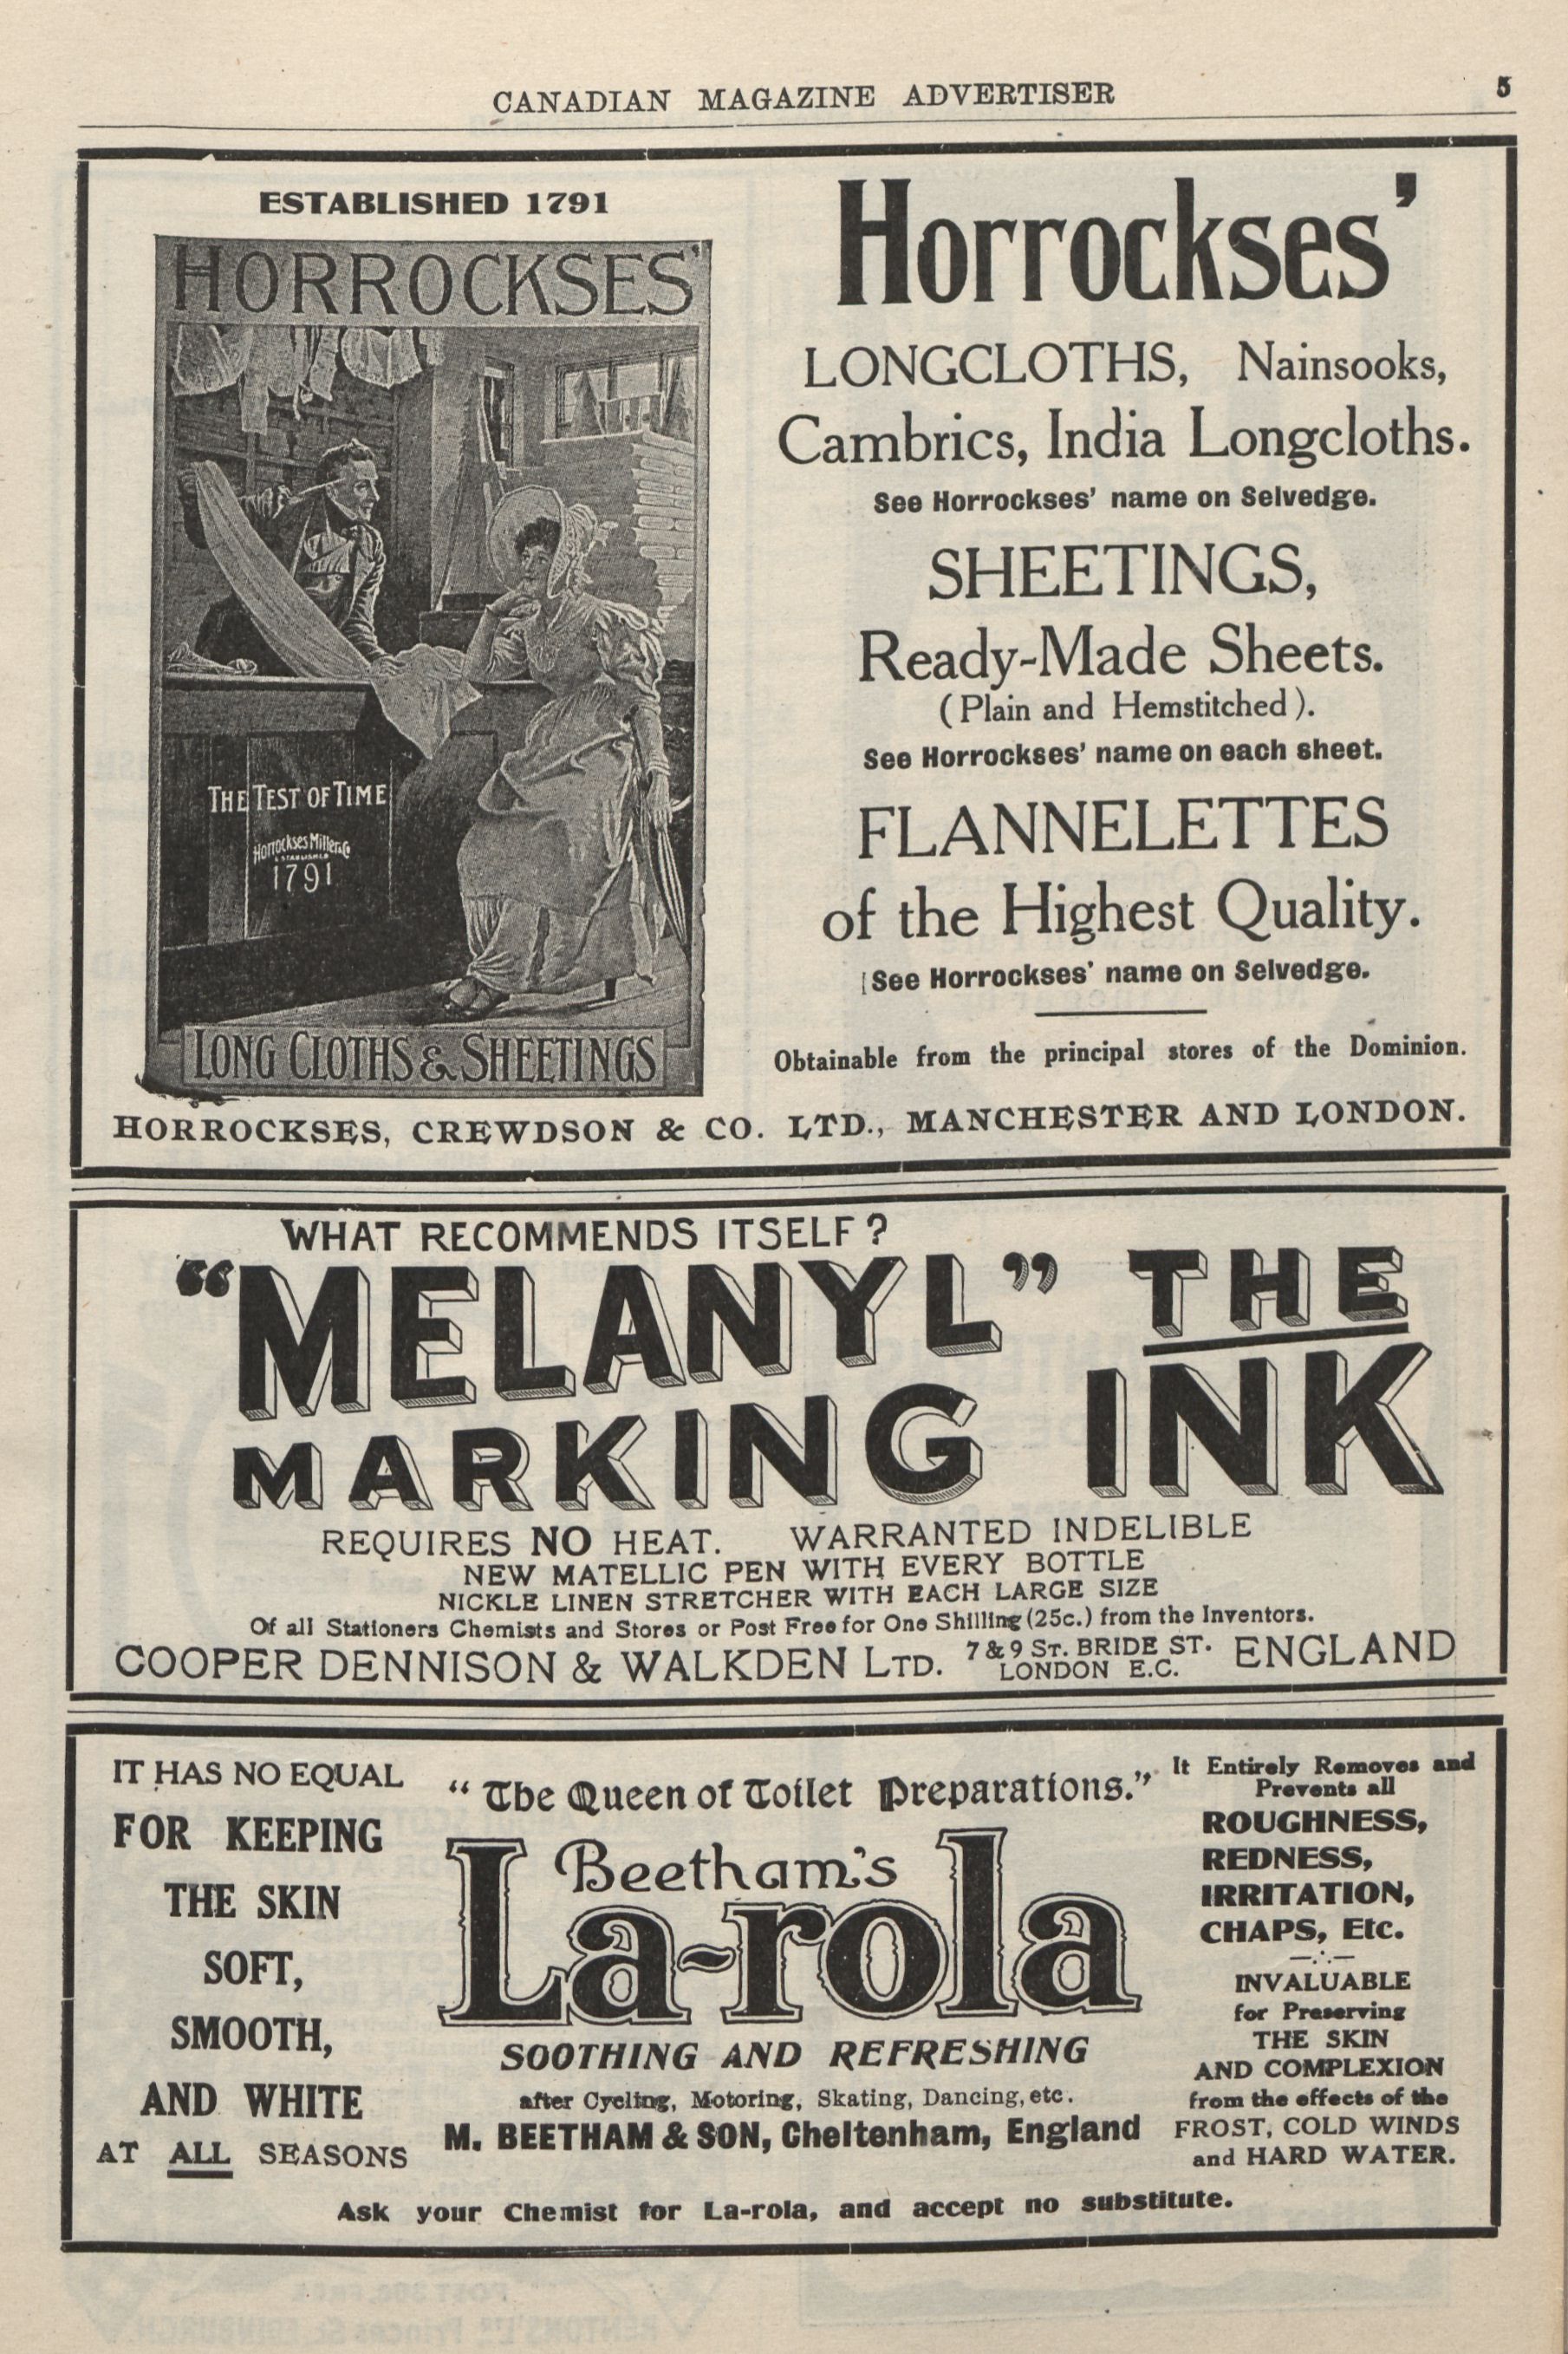 CANADIAN MAGAZINE ADVERTISER 5
ESTABLISHED 1791
HORROCKSES'
THE TEST OF TIME
Horrockses Miller & Co
ESTABLISHED
1791
LONG CLOTHS & SHEETINGS
Horrockses'
LONGCLOTHS, Nainsooks,
Cambrics, India Longcloths.
See Horrockses' name on Selvedge.
SHEETINGS,
Ready-Made Sheets.
(Plain and Hemstitched).
See Horrockses' name on each sheet.
FLANNELETTES
of the Highest Quality.
See Horrockses' name on Selvedge.
Obtainable from the principal stores of the Dominion.
HORROCKSES, CREWDSON & CO. LTD., MANCHESTER AND LONDON.
WHAT RECOMMENDS ITSELF?
"MELANYL" THE
MARKING INK
REQUIRES NO HEAT. WARRANTED INDELIBLE
NEW MATELLIC PEN WITH EVERY BOTTLE
NICKLE LINEN STRETCHER WITH EACH LARGE SIZE
Of all Stationers Chemists and Stores or Post Free for One Shilling (25c.) from the Inventors.
COOPER DENNISON & WALKDEN LTD. 7 & 9 ST. BRIDE ST. LONDON E.C. ENGLAND
IT HAS NO EQUAL
FOR KEEPING
THE SKIN
SOFT,
SMOOTH,
AND WHITE
AT ALL SEASONS
"The Queen of Toilet Preparations."
Beetham's
La-rola
SOOTHING AND REFRESHING
after Cycling, Motoring, Skating, Dancing, etc.
M. BEETHAM & SON, Cheltenham, England
It Entirely Removes and
Prevents all
ROUGHNESS,
REDNESS,
IRRITATION,
CHAPS, Etc.
INVALUABLE
for Preserving
THE SKIN
AND COMPLEXION
from the effects of the
FROST, COLD WINDS
and HARD WATER.
Ask your Chemist for La-rola, and accept no substitute.